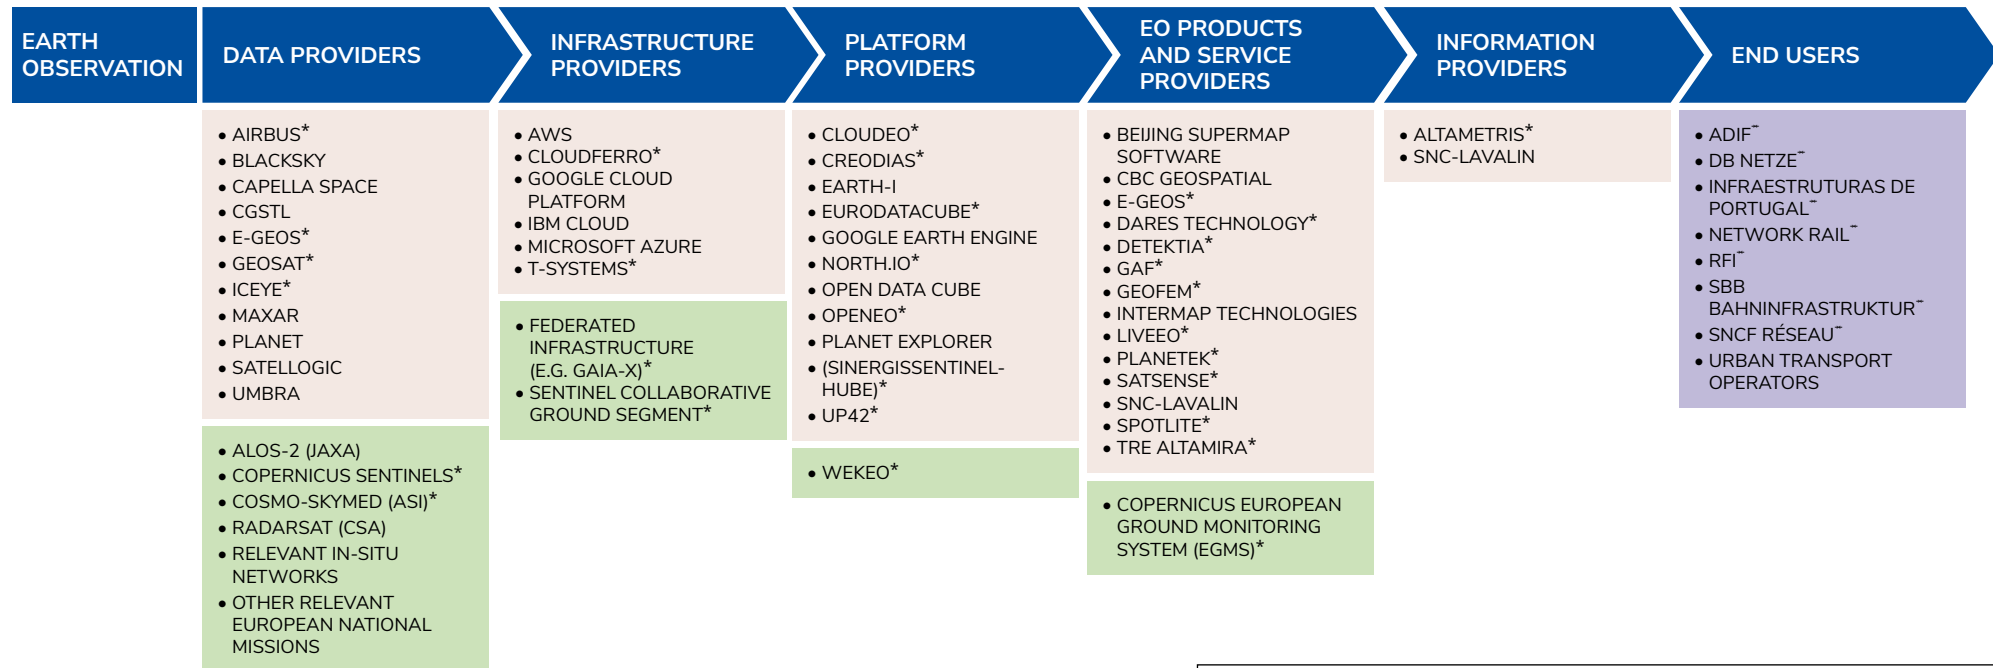 EARTH
OBSERVATION
DATA PROVIDERS
INFRASTRUCTURE
PROVIDERS
PLATFORM
PROVIDERS
EO PRODUCTS
AND SERVICE
PROVIDERS
INFORMATION
PROVIDERS
END USERS
• AIRBUS*
• BLACKSKY
• CAPELLA SPACE
• CGSTL
• E-GEOS*
• GEOSAT*
• ICEYE*
• MAXAR
• PLANET
• SATELLOGIC
• UMBRA
• ALOS-2 (JAXA)
• COPERNICUS SENTINELS*
• COSMO-SKYMED (ASI)*
• RADARSAT (CSA)
• RELEVANT IN-SITU
NETWORKS
• OTHER RELEVANT
EUROPEAN NATIONAL
MISSIONS
• AWS
• CLOUDFERRO*
• GOOGLE CLOUD
PLATFORM
• IBM CLOUD
• MICROSOFT AZURE
• T-SYSTEMS*
• FEDERATED
INFRASTRUCTURE
(E.G. GAIA-X)*
• SENTINEL COLLABORATIVE
GROUND SEGMENT*
• CLOUDEO*
• CREODIAS*
• EARTH-I
• EURODATACUBE*
• GOOGLE EARTH ENGINE
• NORTH.IO*
• OPEN DATA CUBE
• OPENEO*
• PLANET EXPLORER
• (SINERGISSENTINEL-
HUBE)*
• UP42*
• WEKEO*
• BEIJING SUPERMAP
SOFTWARE
• CBC GEOSPATIAL
• E-GEOS*
• DARES TECHNOLOGY*
• DETEKTIA*
• GAF*
• GEOFEM*
• INTERMAP TECHNOLOGIES
• LIVEEO*
• PLANETEK*
• SATSENSE*
• SNC-LAVALIN
• SPOTLITE*
• TRE ALTAMIRA*
• COPERNICUS EUROPEAN
GROUND MONITORING
SYSTEM (EGMS)*
• ALTAMETRIS*
• SNC-LAVALIN
• ADIF**
• DB NETZE**
• INFRAESTRUTURAS DE
PORTUGAL**
• NETWORK RAIL**
• RFI**
• SBB
BAHNINFRASTRUKTUR**
• SNCF RÉSEAU**
• URBAN TRANSPORT
OPERATORS